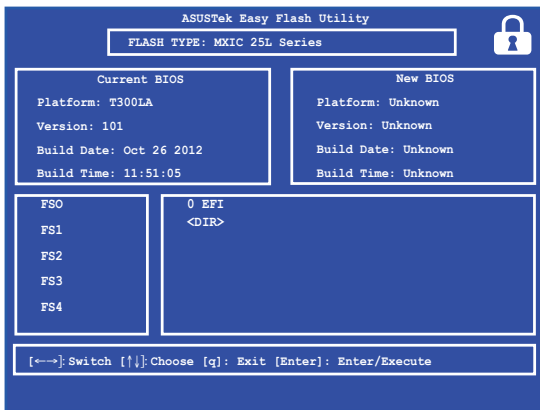 ASUSTek Easy Flash Utility
FLASH TYPE: MXIC 25L Series
Current BIOS
Platform: T300LA
Version: 101
Build Date: Oct 26 2012
Build Time: 11:51:05
New BIOS
Platform: Unknown
Version: Unknown
Build Date: Unknown
Build Time: Unknown
FSO
FS1
FS2
FS3
FS4
0 EFI
<DIR>
[←→]: Switch [↑↓]: Choose [q]: Exit [Enter]: Enter/Execute